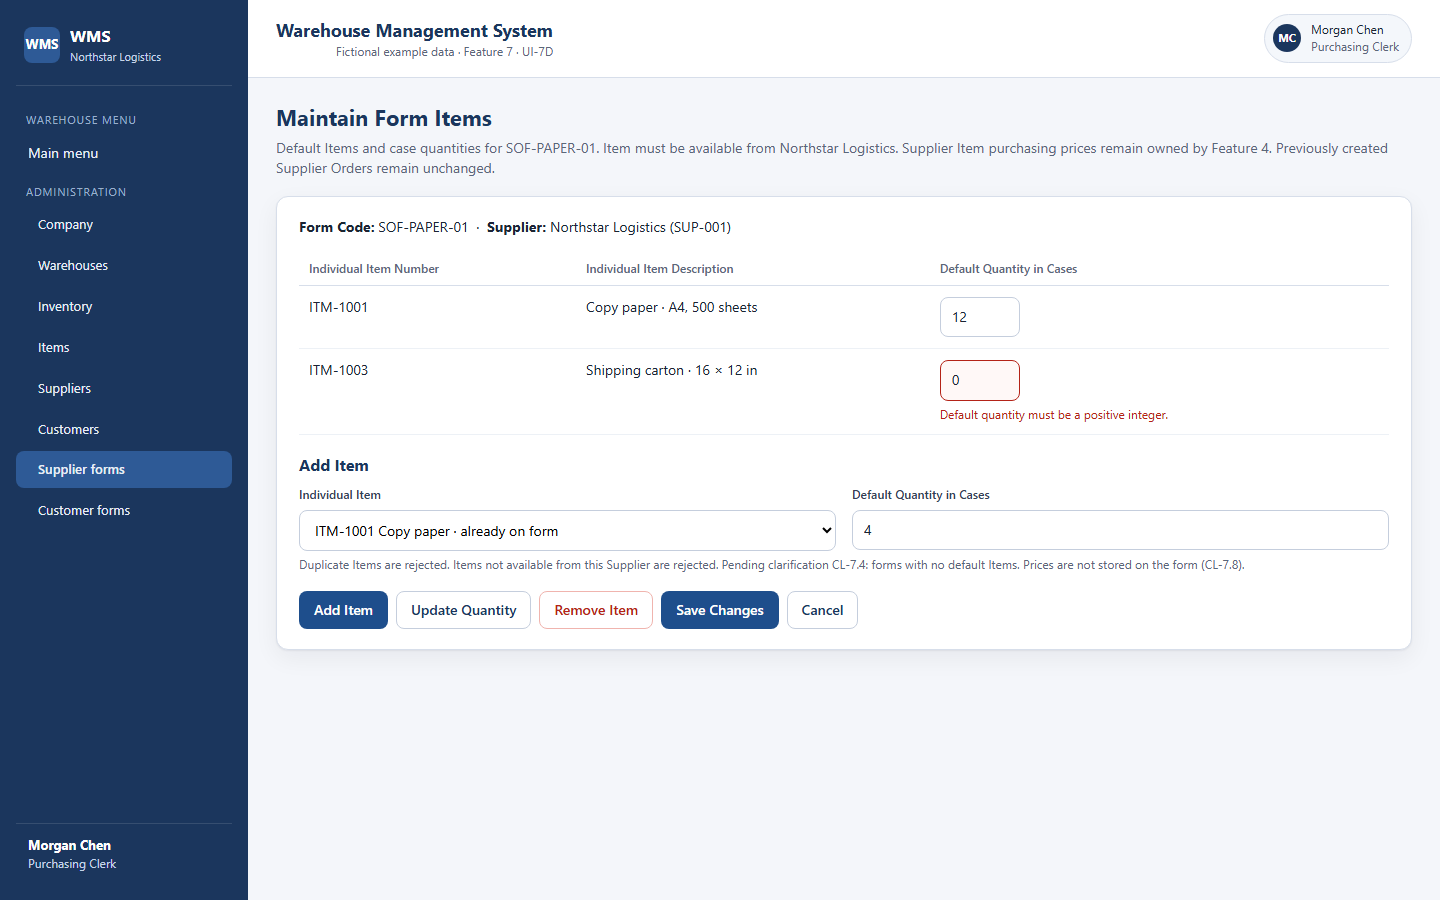 WMS
WMS
Northstar Logistics
WAREHOUSE MENU
Main menu
ADMINISTRATION
Company
Warehouses
Inventory
Items
Suppliers
Customers
Supplier forms
Customer forms
Morgan Chen
Purchasing Clerk
Warehouse Management System
Fictional example data · Feature 7 · UI-7D
MC
Morgan Chen
Purchasing Clerk
Maintain Form Items
Default Items and case quantities for SOF-PAPER-01. Item must be available from Northstar Logistics. Supplier Item purchasing prices remain owned by Feature 4. Previously created
Supplier Orders remain unchanged.
Form Code: SOF-PAPER-01 · Supplier: Northstar Logistics (SUP-001)
Individual Item Number Individual Item Description Default Quantity in Cases
ITM-1001 Copy paper · A4, 500 sheets 12
ITM-1003 Shipping carton · 16 × 12 in 0
Default quantity must be a positive integer.
Add Item
Individual Item Default Quantity in Cases
ITM-1001 Copy paper · already on form 4
Duplicate Items are rejected. Items not available from this Supplier are rejected. Pending clarification CL-7.4: forms with no default Items. Prices are not stored on the form (CL-7.8).
Add Item Update Quantity Remove Item Save Changes Cancel